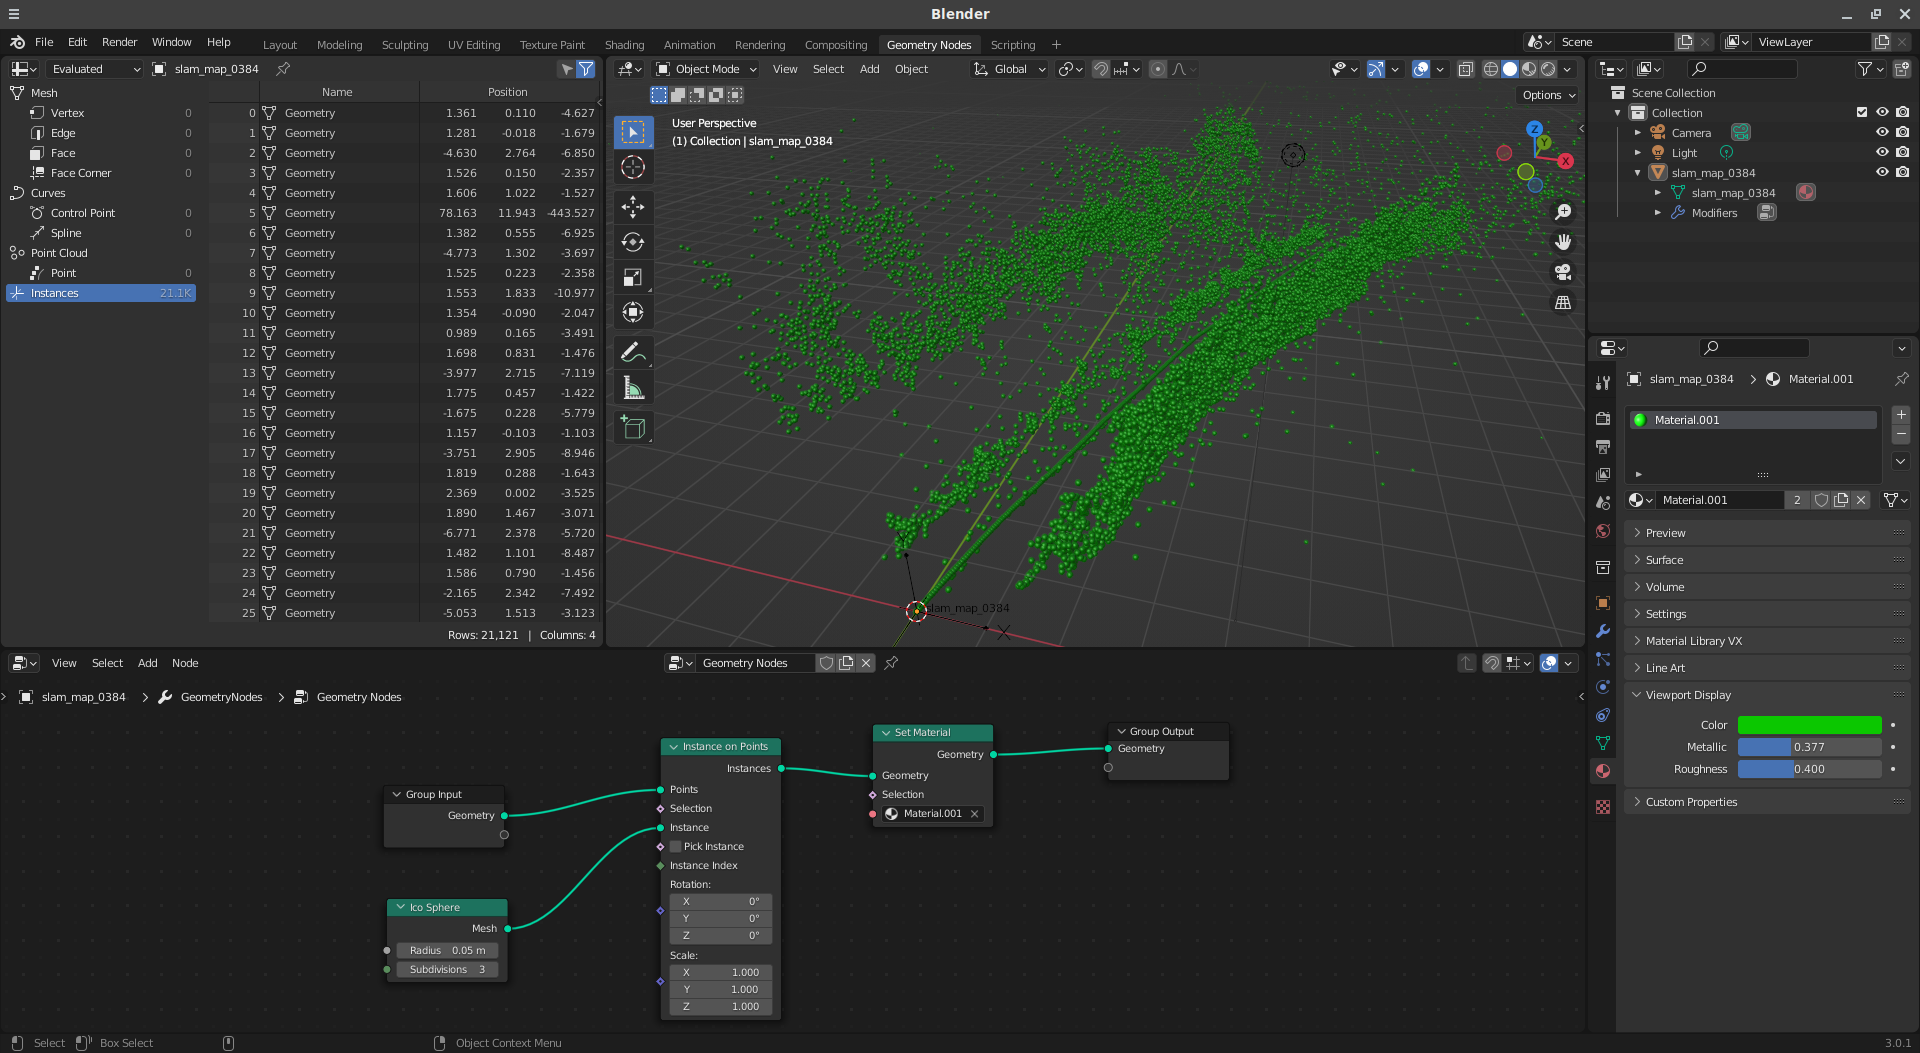 Blender
File Edit Render Window Help Layout Modeling Sculpting UV Editing Texture Paint Shading Animation Rendering Compositing Geometry Nodes Scripting + Scene ViewLayer
Evaluated slam_map_0384
Name Position
Mesh
Vertex 0
Edge 0
Face 0
Face Corner 0
Curves
Control Point 0
Spline 0
Point Cloud
Point 0
Instances 21.1K
0 Geometry 1.361 0.110 -4.627
1 Geometry 1.281 -0.018 -1.679
2 Geometry -4.630 2.764 -6.850
3 Geometry 1.526 0.150 -2.357
4 Geometry 1.606 1.022 -1.527
5 Geometry 78.163 11.943 -443.527
6 Geometry 1.382 0.555 -6.925
7 Geometry -4.773 1.302 -3.697
8 Geometry 1.525 0.223 -2.358
9 Geometry 1.553 1.833 -10.977
10 Geometry 1.354 -0.090 -2.047
11 Geometry 0.989 0.165 -3.491
12 Geometry 1.698 0.831 -1.476
13 Geometry -3.977 2.715 -7.119
14 Geometry 1.775 0.457 -1.422
15 Geometry -1.675 0.228 -5.779
16 Geometry 1.157 -0.103 -1.103
17 Geometry -3.751 2.905 -8.946
18 Geometry 1.819 0.288 -1.643
19 Geometry 2.369 0.002 -3.525
20 Geometry 1.890 1.467 -3.071
21 Geometry -6.771 2.378 -5.720
22 Geometry 1.482 1.101 -8.487
23 Geometry 1.586 0.790 -1.456
24 Geometry -2.165 2.342 -7.492
25 Geometry -5.053 1.513 -3.123
Rows: 21,121 | Columns: 4
Object Mode View Select Add Object Global
Options
User Perspective
(1) Collection | slam_map_0384
Z
Y
X
slam_map_0384
X
Scene Collection
Collection
Camera
Light
slam_map_0384
slam_map_0384
Modifiers
slam_map_0384 > Material.001
Material.001
Material.001 2
Preview
Surface
Volume
Settings
Material Library VX
Line Art
Viewport Display
Color
Metallic 0.377
Roughness 0.400
Custom Properties
View Select Add Node Geometry Nodes
slam_map_0384 > GeometryNodes > Geometry Nodes
Group Input
Geometry
Ico Sphere
Mesh
Radius 0.05 m
Subdivisions 3
Instance on Points
Instances
Points
Selection
Instance
Pick Instance
Instance Index
Rotation:
X 0°
Y 0°
Z 0°
Scale:
X 1.000
Y 1.000
Z 1.000
Set Material
Geometry
Geometry
Selection
Material.001
Group Output
Geometry
Select Box Select Object Context Menu 3.0.1